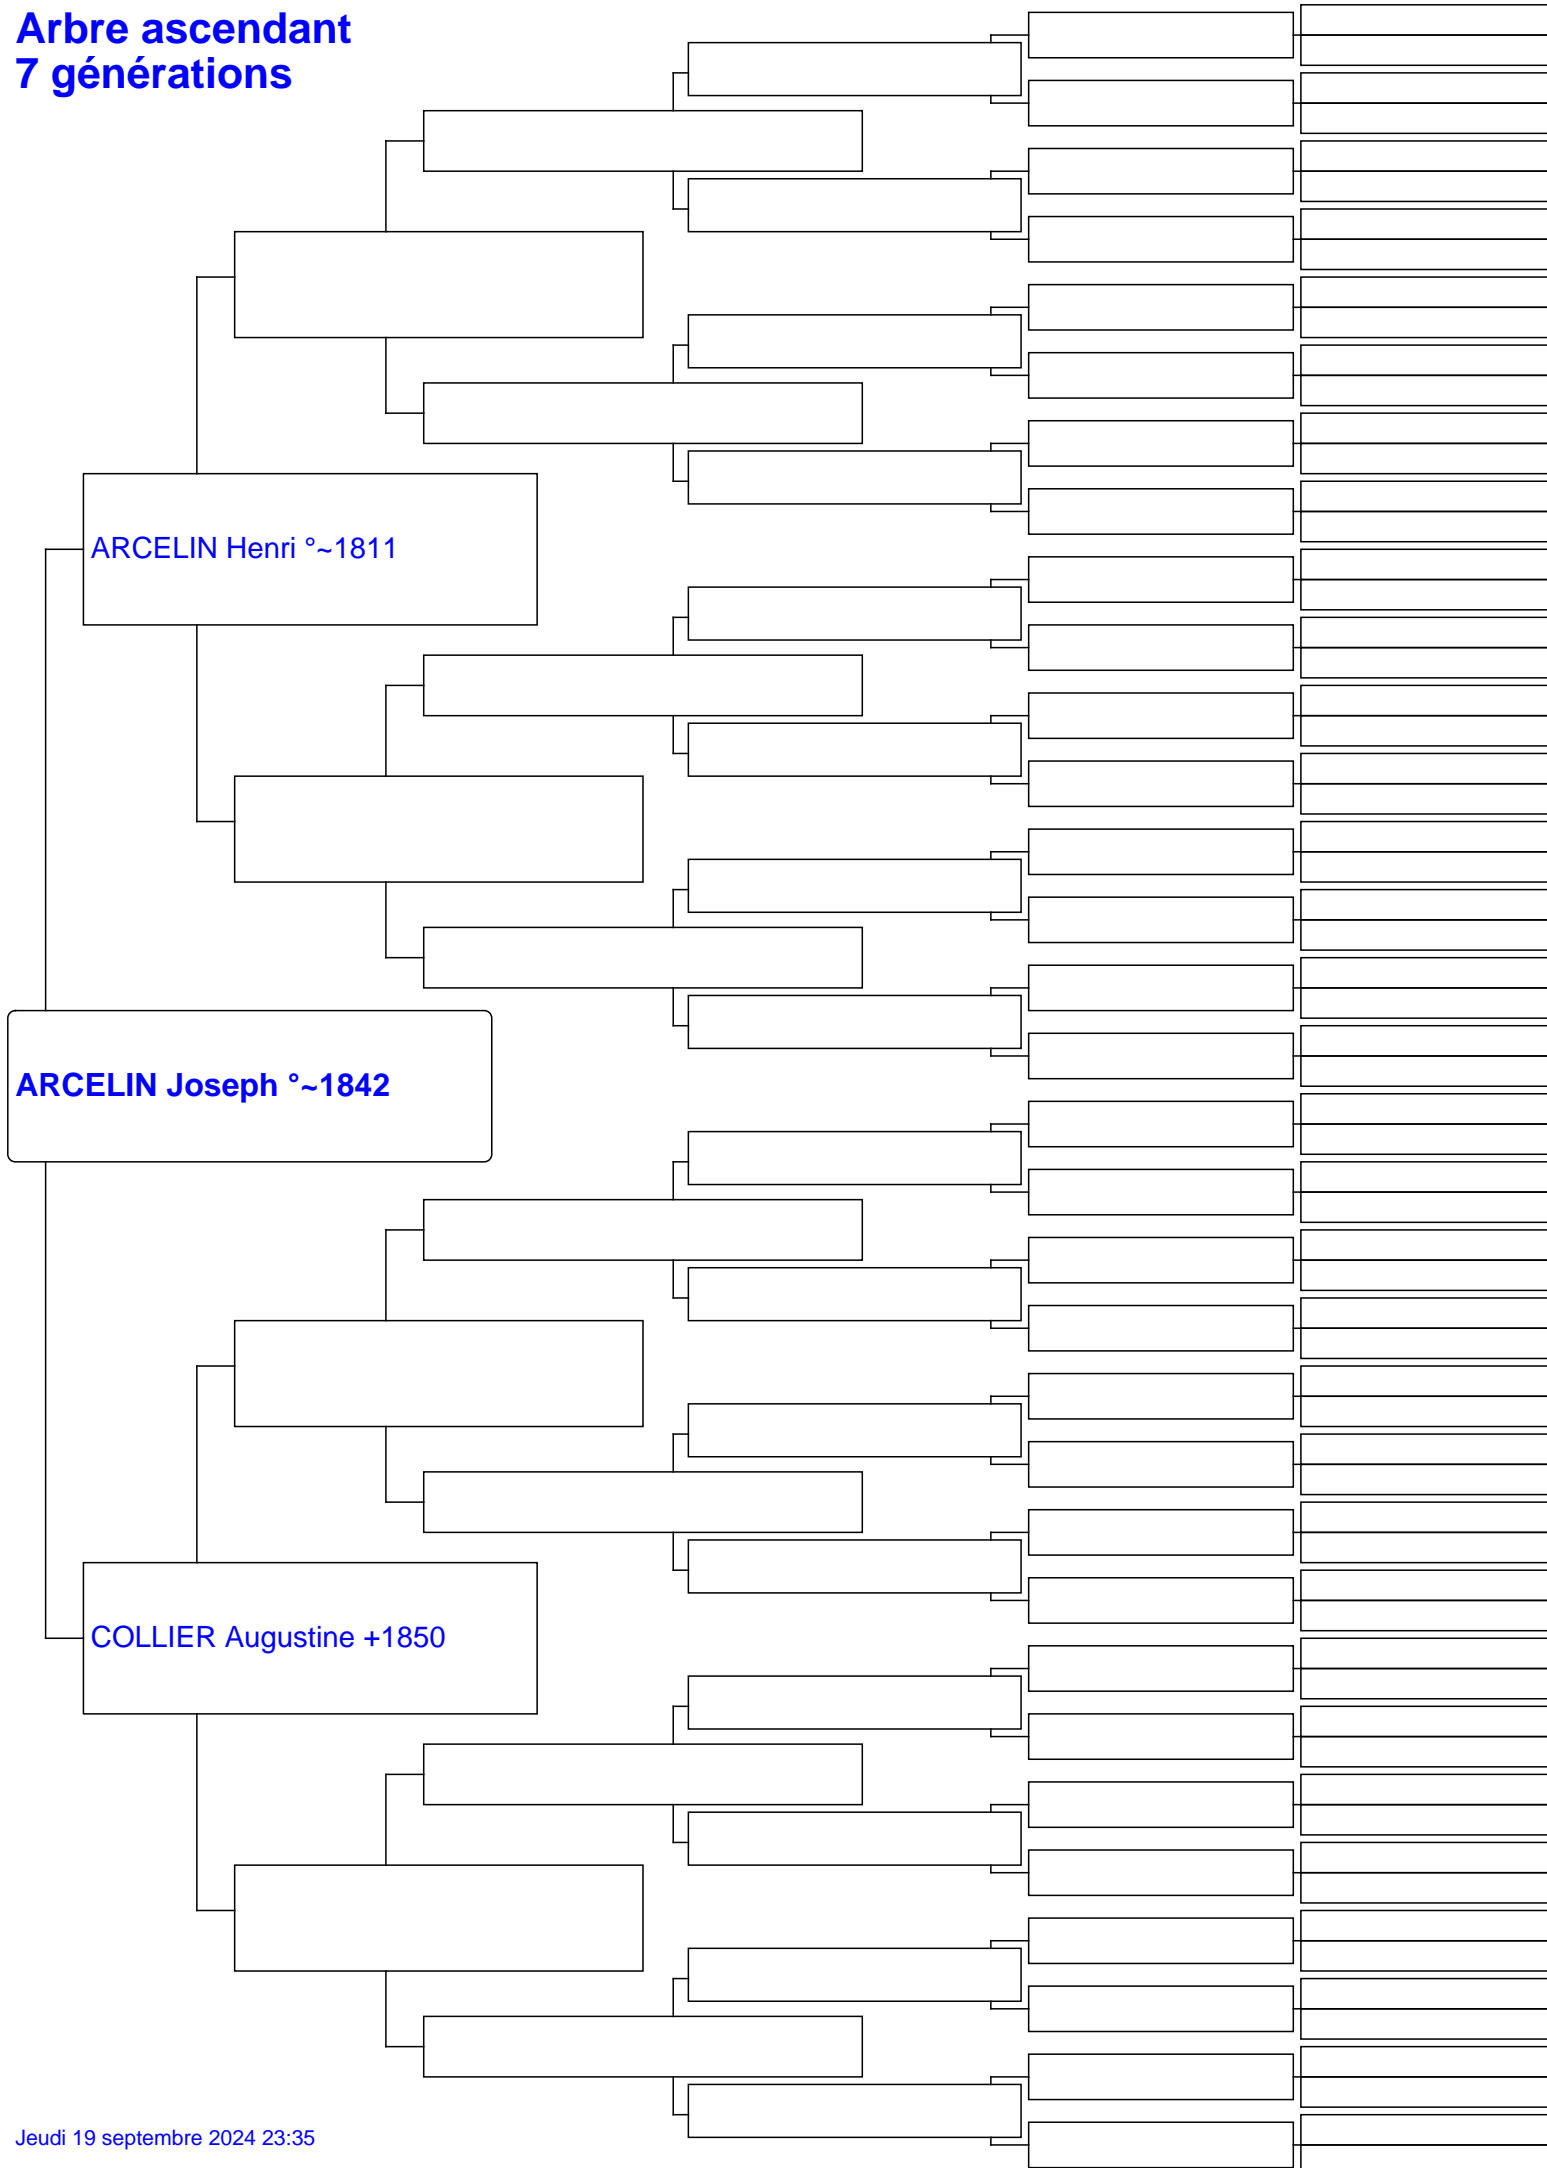 Arbre ascendant
7 générations
ARCELIN Henri °~1811
ARCELIN Joseph °~1842
COLLIER Augustine +1850
Jeudi 19 septembre 2024 23:35